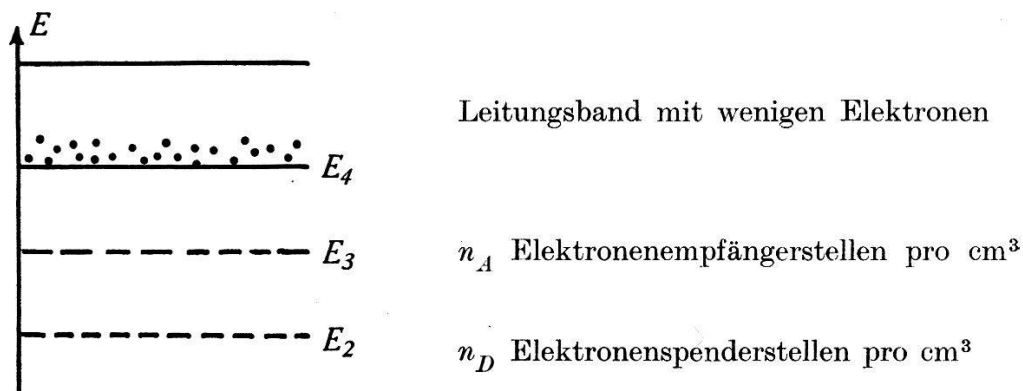 E
Leitungsband mit wenigen Elektronen
E₄
E₃ n_A Elektronenempfängerstellen pro cm³
E₂ n_D Elektronenspenderstellen pro cm³